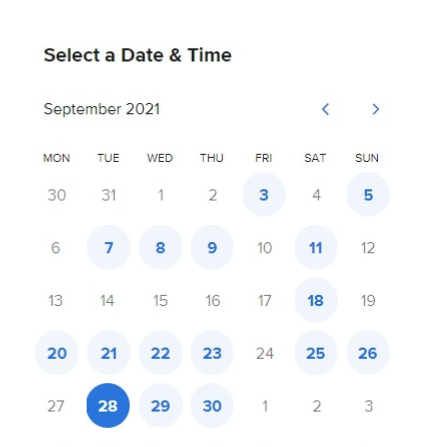 Select a Date & Time
September 2021
MON TUE WED THU FRI SAT SUN
30 31 1 2 3 4 5
6 7 8 9 10 11 12
13 14 15 16 17 18 19
20 21 22 23 24 25 26
27 28 29 30 1 2 3